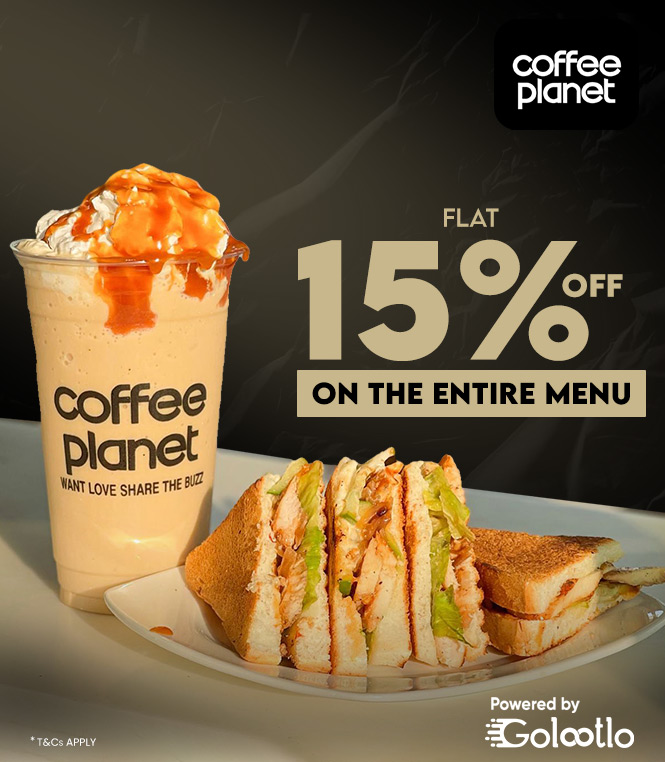 coffee
planet
FLAT
15% OFF
ON THE ENTIRE MENU
coffee
planet
WANT LOVE SHARE THE BUZZ
Powered by
Golootlo
*T&Cs APPLY